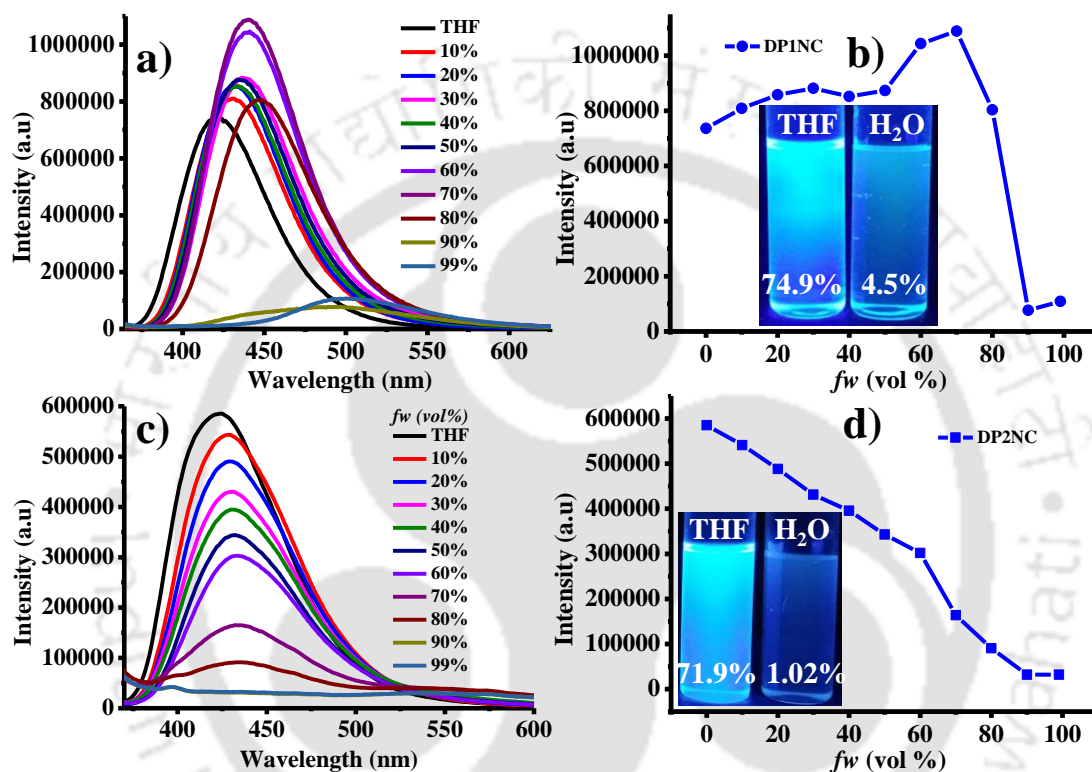 a)
1000000
800000
600000
400000
200000
0
Intensity (a.u)
400
450
500
550
600
Wavelength (nm)
THF
10%
20%
30%
40%
50%
60%
70%
80%
90%
99%
b)
DP1NC
1000000
800000
600000
400000
200000
0
Intensity (a.u)
THF H₂O
74.9% 4.5%
0 20 40 60 80 100
fw (vol %)
c)
600000
500000
400000
300000
200000
100000
0
Intensity (a.u)
400
450
500
550
600
Wavelength (nm)
fw (vol%)
THF
10%
20%
30%
40%
50%
60%
70%
80%
90%
99%
d)
DP2NC
600000
500000
400000
300000
200000
100000
0
Intensity (a.u)
THF H₂O
71.9% 1.02%
0 20 40 60 80 100
fw (vol %)